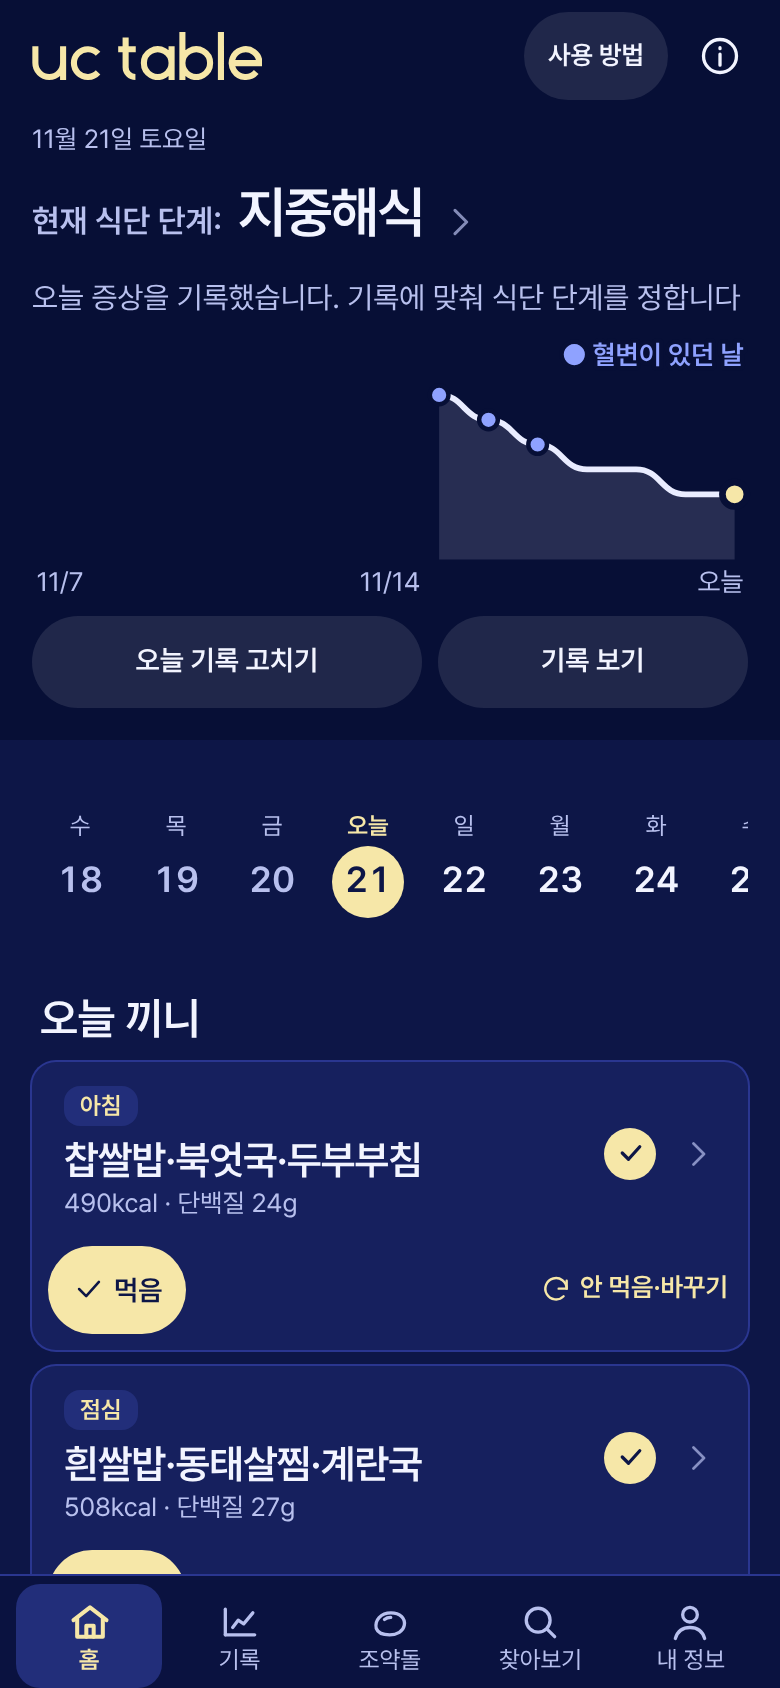 uc table
사용 방법
11월 21일 토요일
현재 식단 단계: 지중해식
오늘 증상을 기록했습니다. 기록에 맞춰 식단 단계를 정합니다
혈변이 있던 날
11/7 11/14 오늘
오늘 기록 고치기 기록 보기
수 목 금 오늘 일 월 화
18 19 20 21 22 23 24 2
오늘 끼니
아침
찹쌀밥·북엇국·두부부침
490kcal · 단백질 24g
먹음 안 먹음·바꾸기
점심
흰쌀밥·동태살찜·계란국
508kcal · 단백질 27g
홈 기록 조약돌 찾아보기 내 정보